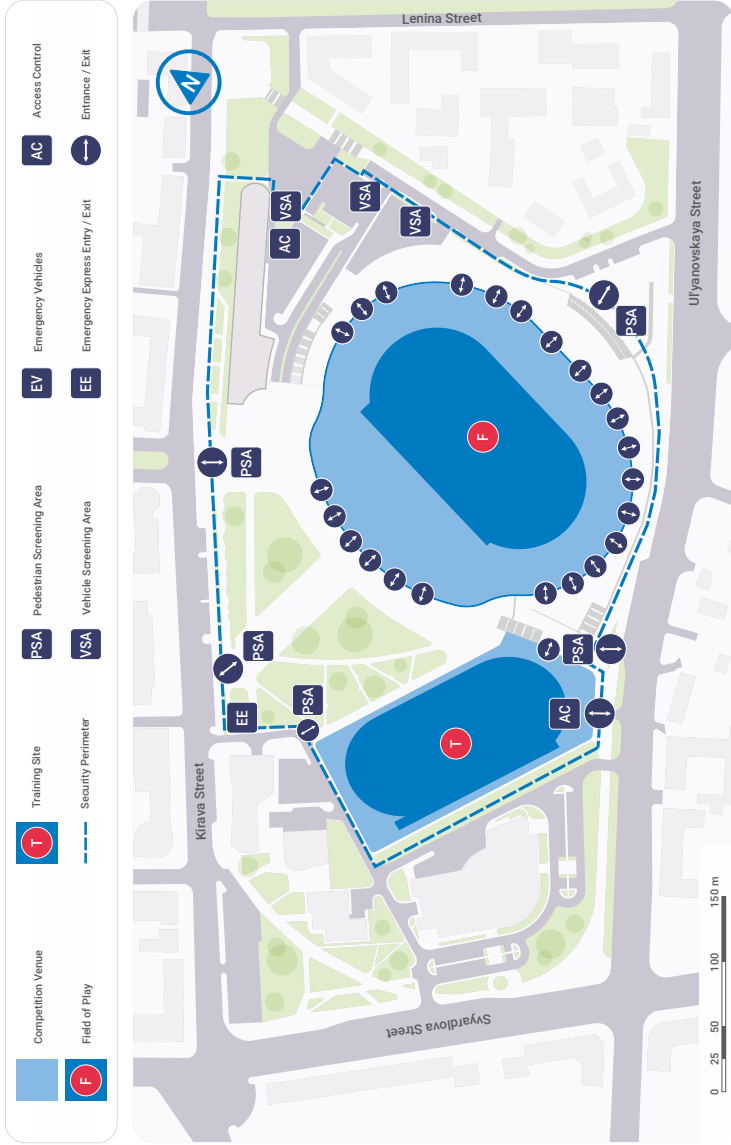 Competition Venue
Field of Play
F
Training Site
T
Security Perimeter
Pedestrian Screening Area
PSA
Vehicle Screening Area
VSA
Emergency Vehicles
EV
Emergency Express Entry / Exit
EE
Access Control
AC
Entrance / Exit
N
Lenina Street
Kirava Street
Ul'yanovskaya Street
Svyardlova Street
VSA
AC
VSA
VSA
PSA
PSA
PSA
EE
PSA
PSA
AC
F
T
0 25 50 100 150 m